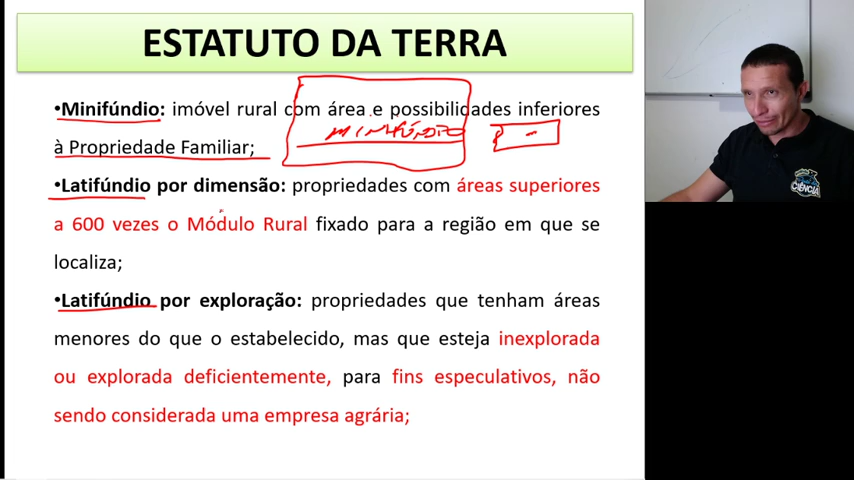 ESTATUTO DA TERRA
•Minifúndio: imóvel rural com área e possibilidades inferiores
MINIFÚNDIO
à Propriedade Familiar;
•Latifúndio por dimensão: propriedades com áreas superiores
a 600 vezes o Módulo Rural fixado para a região em que se
localiza;
•Latifúndio por exploração: propriedades que tenham áreas
menores do que o estabelecido, mas que esteja inexplorada
ou explorada deficientemente, para fins especulativos, não
sendo considerada uma empresa agrária;
CIÊNCIA